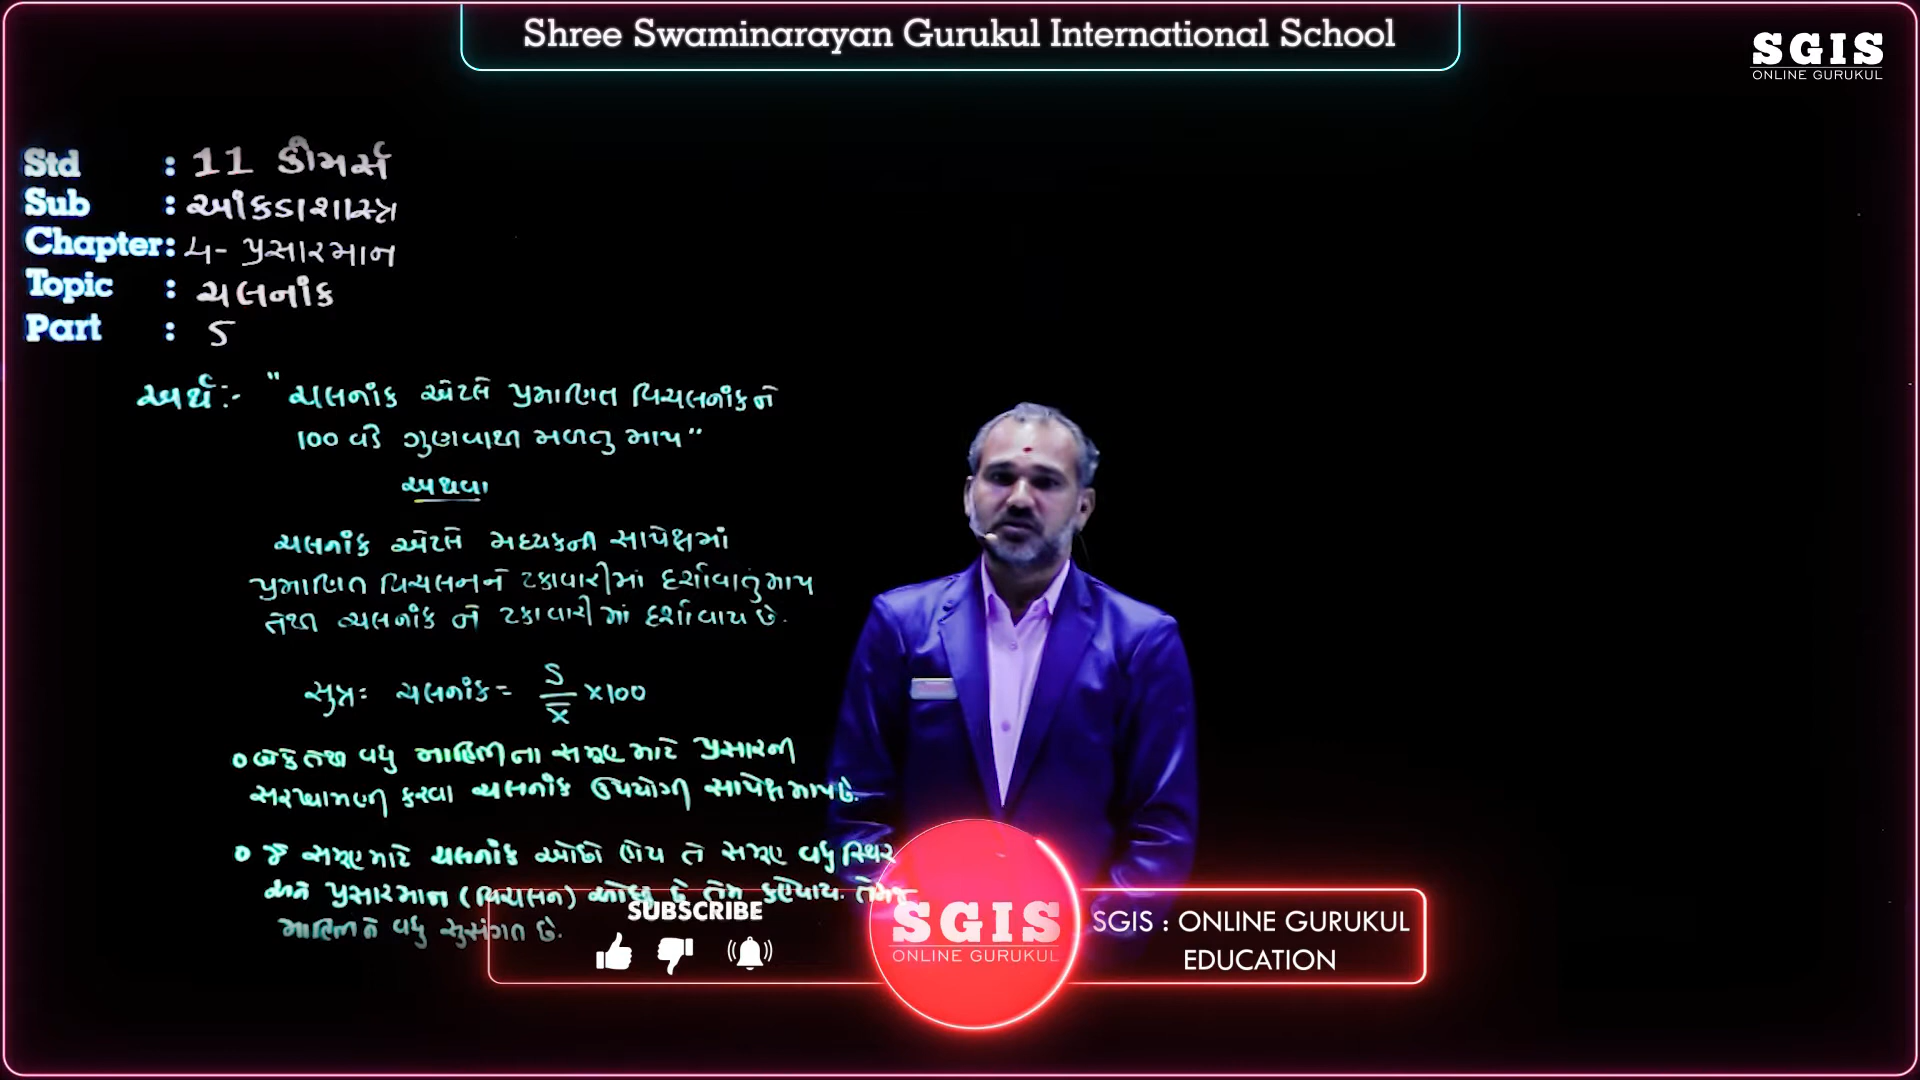 Shree Swaminarayan Gurukul International School
SGIS
ONLINE GURUKUL
Std : 11 કોમર્સ
Sub : આંકડાશાસ્ત્ર
Chapter: 4- પ્રસારમાન
Topic : ચલનાંક
Part : 5
અર્થ:- "ચલનાંક એટલે પ્રમાણિત વિચલનાંકને
100 વડે ગુણવાથી મળતુ માપ"
અથવા
ચલનાંક એટલે મધ્યકની સાપેક્ષમાં
પ્રમાણિત વિચલનને ટકાવારીમાં દર્શાવાતું માપ
તેથી ચલનાંક ને ટકાવારી માં દર્શાવાય છે.
સુત્ર: ચલનાંક = S/x̄ ×100
○ બે કે તેથી વધુ માહિતીના સમૂહ માટે પ્રસારની
સરખામણી કરવા ચલનાંક ઉપયોગી સાપેક્ષ માપ છે.
○ જે સમૂહ માટે ચલનાંક ઓછો હોય તે સમૂહ વધુ સ્થિર
અને પ્રસારમાન (વિચલન) ઓછુ છે તેમ કહેવાય. તેમજ
માહિતીને વધુ સુસંગત છે.
SUBSCRIBE
SGIS
ONLINE GURUKUL
SGIS : ONLINE GURUKUL
EDUCATION